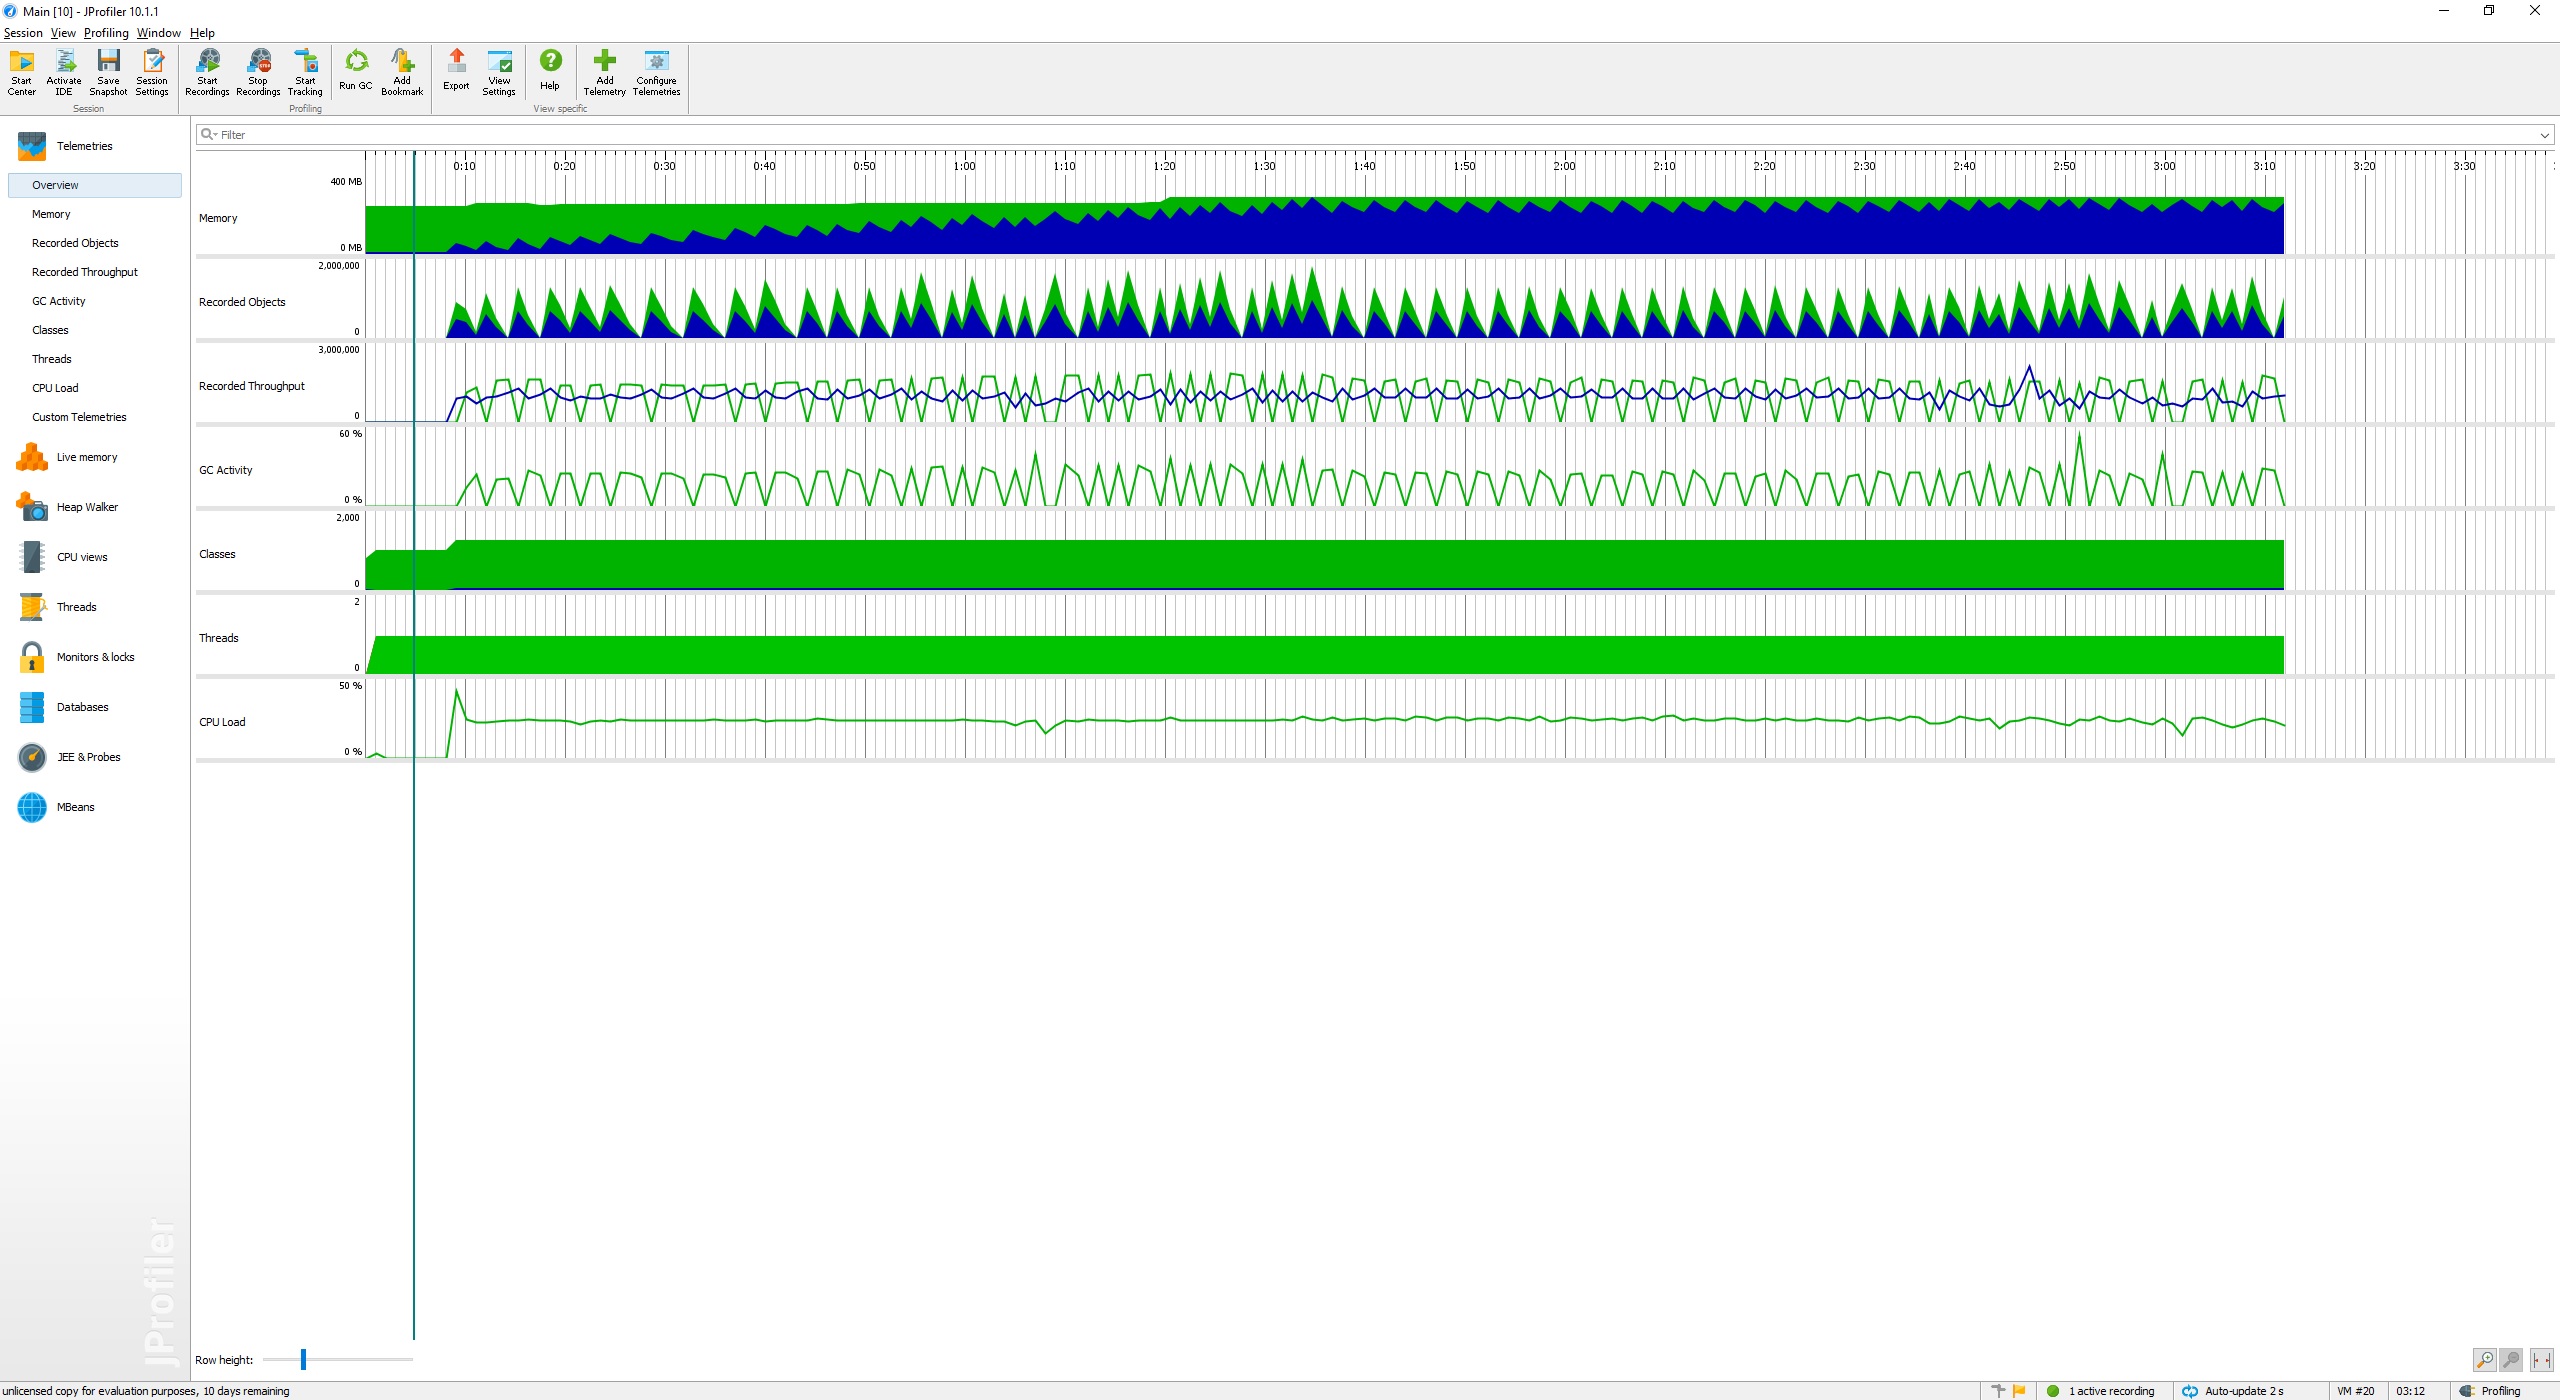 Main [10] - JProfiler 10.1.1
Session View Profiling Window Help
Start Center
Activate IDE
Save Snapshot
Session Settings
Start Recordings
Stop Recordings
Start Tracking
Run GC
Add Bookmark
Export
View Settings
Help
Add Telemetry
Configure Telemetries
Session
Profiling
View specific
Telemetries
Overview
Memory
Recorded Objects
Recorded Throughput
GC Activity
Classes
Threads
CPU Load
Custom Telemetries
Live memory
Heap Walker
CPU views
Threads
Monitors & locks
Databases
JEE & Probes
MBeans
JProfiler
Filter
0:10 0:20 0:30 0:40 0:50 1:00 1:10 1:20 1:30 1:40 1:50 2:00 2:10 2:20 2:30 2:40 2:50 3:00 3:10 3:20 3:30
400 MB
Memory
0 MB
2,000,000
Recorded Objects
0
3,000,000
Recorded Throughput
0
60 %
GC Activity
0 %
2,000
Classes
0
2
Threads
0
50 %
CPU Load
0 %
Row height:
unlicensed copy for evaluation purposes, 10 days remaining
1 active recording
Auto-update 2 s
VM #20
03:12
Profiling